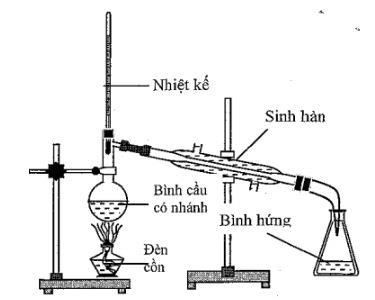 Nhiệt kế
Sinh hàn
Bình cầu
có nhánh
Bình hứng
Đèn
cồn